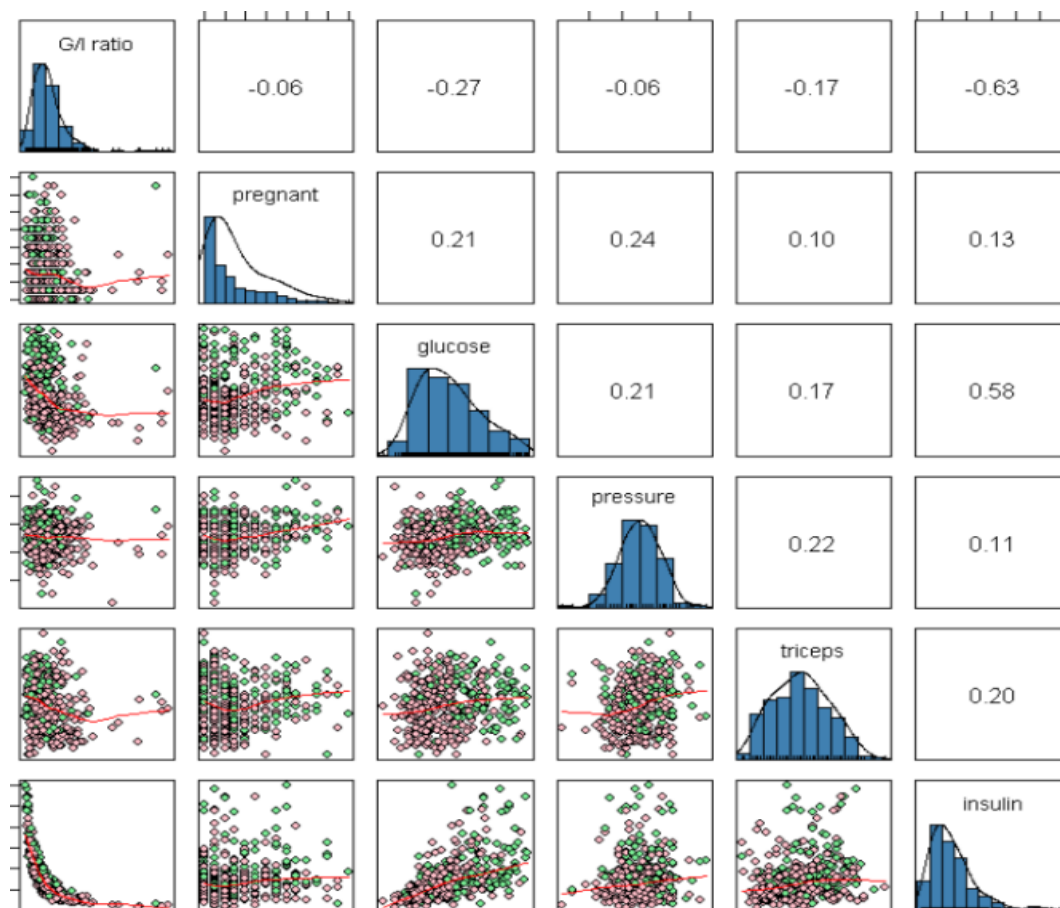 G/I ratio
-0.06
-0.27
-0.06
-0.17
-0.63
pregnant
0.21
0.24
0.10
0.13
glucose
0.21
0.17
0.58
pressure
0.22
0.11
triceps
0.20
insulin